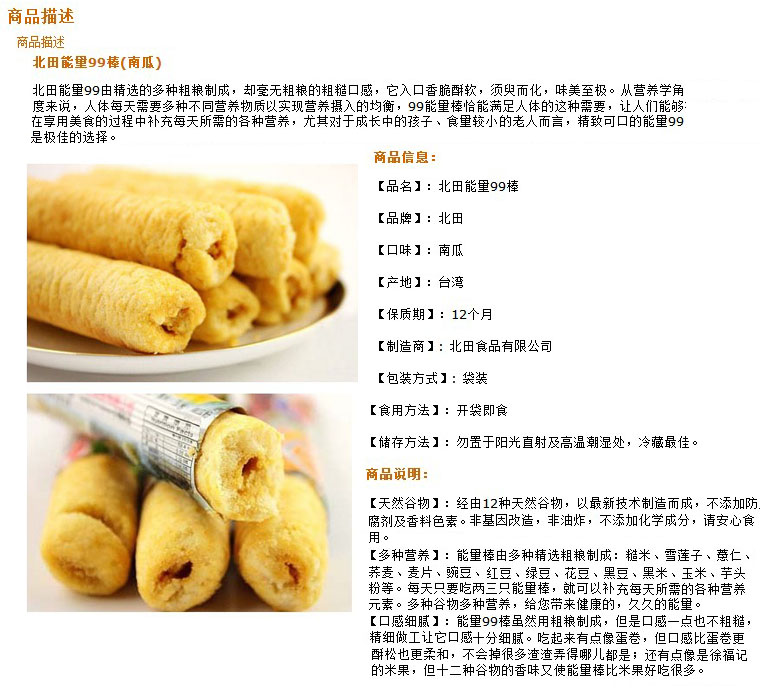 商品描述
商品描述
北田能量99棒(南瓜)
北田能量99由精选的多种粗粮制成，却毫无粗粮的粗糙口感，它入口香脆酥软，须臾而化，味美至极。从营养学角
度来说，人体每天需要多种不同营养物质以实现营养摄入的均衡，99能量棒恰能满足人体的这种需要，让人们能够
在享用美食的过程中补充每天所需的各种营养，尤其对于成长中的孩子、食量较小的老人而言，精致可口的能量99
是极佳的选择。
商品信息：
【品名】：北田能量99棒
【品牌】：北田
【口味】：南瓜
【产地】：台湾
【保质期】：12个月
【制造商】：北田食品有限公司
【包装方式】：袋装
【食用方法】：开袋即食
【储存方法】：勿置于阳光直射及高温潮湿处，冷藏最佳。
商品说明：
【天然谷物】：经由12种天然谷物，以最新技术制造而成，不添加防
腐剂及香料色素。非基因改造，非油炸，不添加化学成分，请安心食
用。
【多种营养】：能量棒由多种精选粗粮制成：糙米、雪莲子、薏仁、
荞麦、麦片、豌豆、红豆、绿豆、花豆、黑豆、黑米、玉米、芋头
粉等。每天只要吃两三只能量棒，就可以补充每天所需的各种营养
元素。多种谷物多种营养，给您带来健康的，久久的能量。
【口感细腻】：能量99棒虽然用粗粮制成，但是口感一点也不粗糙，
精细做工让它口感十分细腻。吃起来有点像蛋卷，但口感比蛋卷更
酥松也更柔和，不会掉很多渣渣弄得哪儿都是；还有点像是徐福记
的米果，但十二种谷物的香味又使能量棒比米果好吃很多。